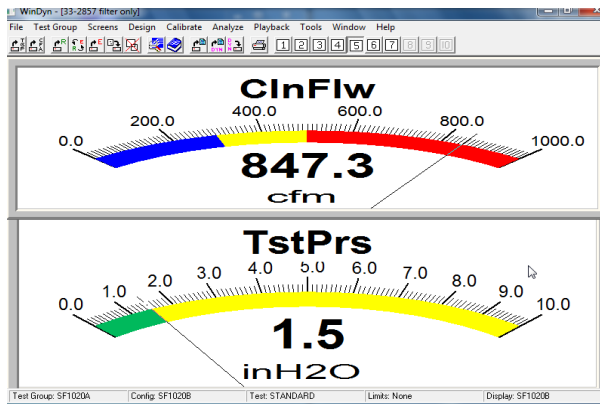 WinDyn - [33-2857 filter only]
File Test Group Screens Design Calibrate Analyze Playback Tools Window Help
1 2 3 4 5 6 7 8 9 10
ClnFlw
0.0 200.0 400.0 600.0 800.0 1000.0
847.3
cfm
TstPrs
0.0 1.0 2.0 3.0 4.0 5.0 6.0 7.0 8.0 9.0 10.0
1.5
inH2O
Test Group: SF1020A Config: SF1020B Test: STANDARD Limits: None Display: SF1020B